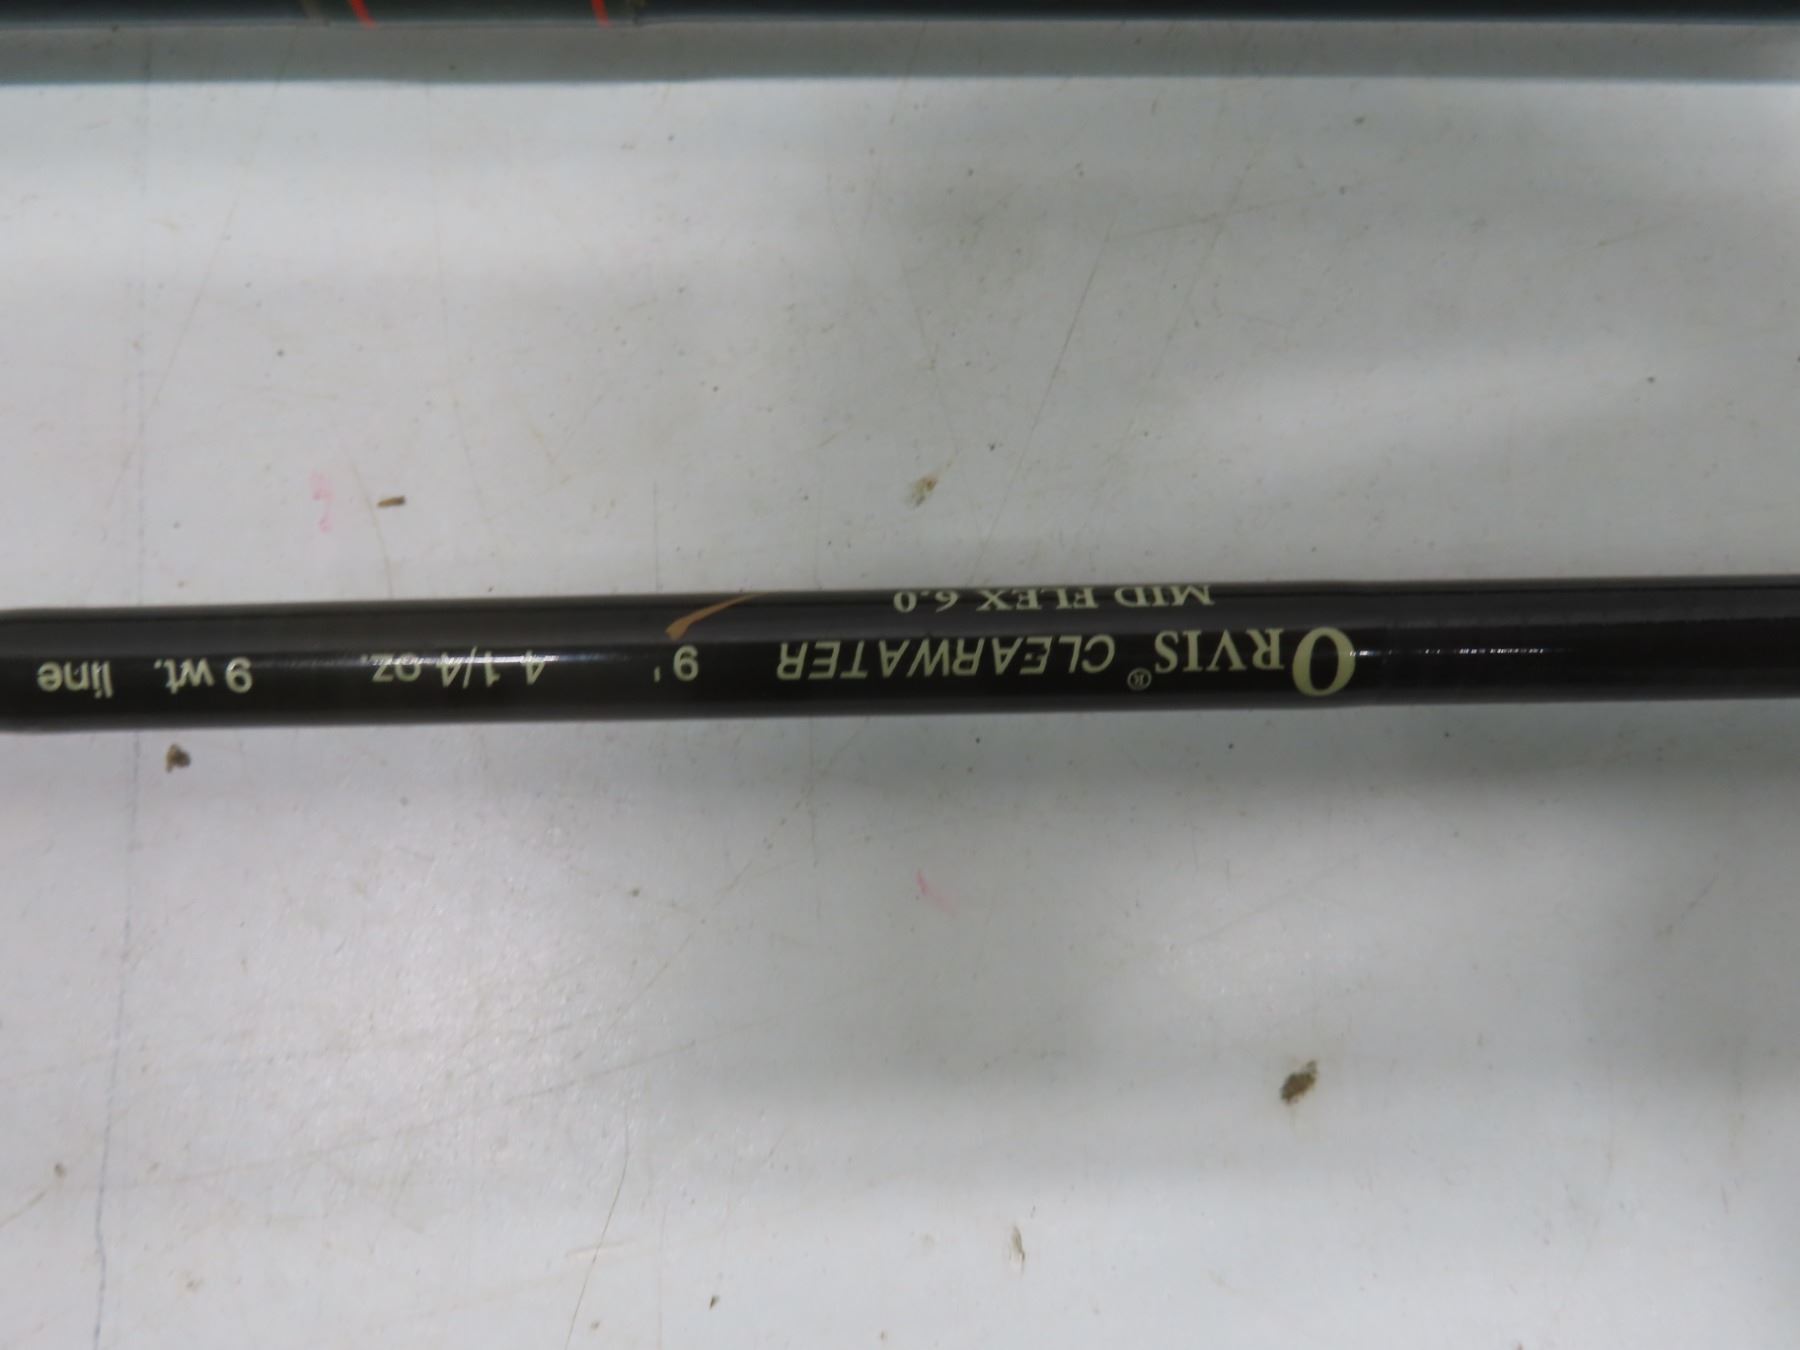 ORVIS® CLEARWATER 9' 4 1/4 oz. 9 wt. line
MID FLEX 6.0